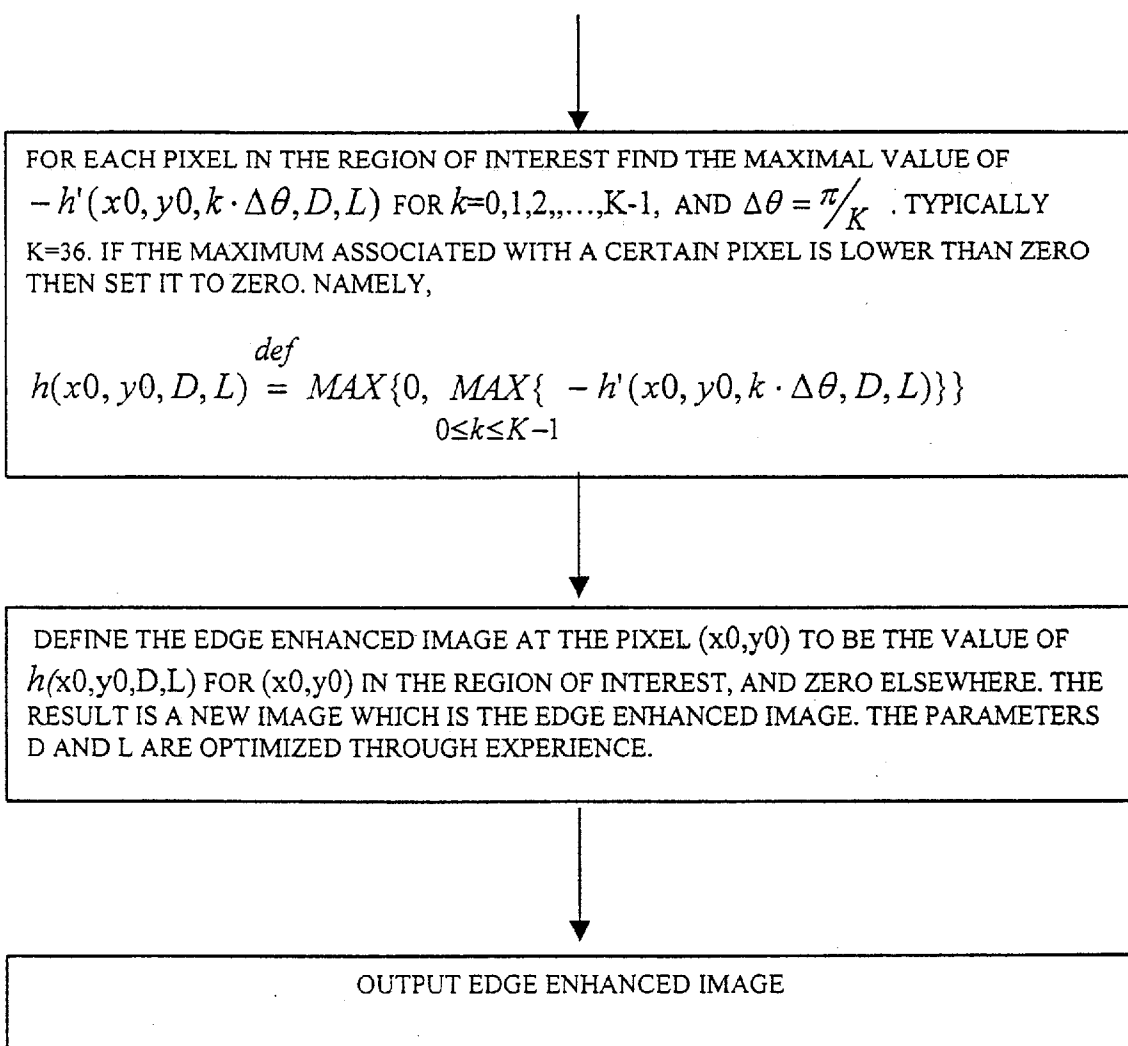 FOR EACH PIXEL IN THE REGION OF INTEREST FIND THE MAXIMAL VALUE OF
-h'(x0, y0, k · Δθ, D, L) FOR k=0,1,2,,...,K-1, AND Δθ = π/K . TYPICALLY
K=36. IF THE MAXIMUM ASSOCIATED WITH A CERTAIN PIXEL IS LOWER THAN ZERO
THEN SET IT TO ZERO. NAMELY,
def
h(x0, y0, D, L) = MAX{0, MAX{ -h'(x0, y0, k · Δθ, D, L)}}
0≤k≤K-1
DEFINE THE EDGE ENHANCED IMAGE AT THE PIXEL (x0,y0) TO BE THE VALUE OF
h(x0,y0,D,L) FOR (x0,y0) IN THE REGION OF INTEREST, AND ZERO ELSEWHERE. THE
RESULT IS A NEW IMAGE WHICH IS THE EDGE ENHANCED IMAGE. THE PARAMETERS
D AND L ARE OPTIMIZED THROUGH EXPERIENCE.
OUTPUT EDGE ENHANCED IMAGE